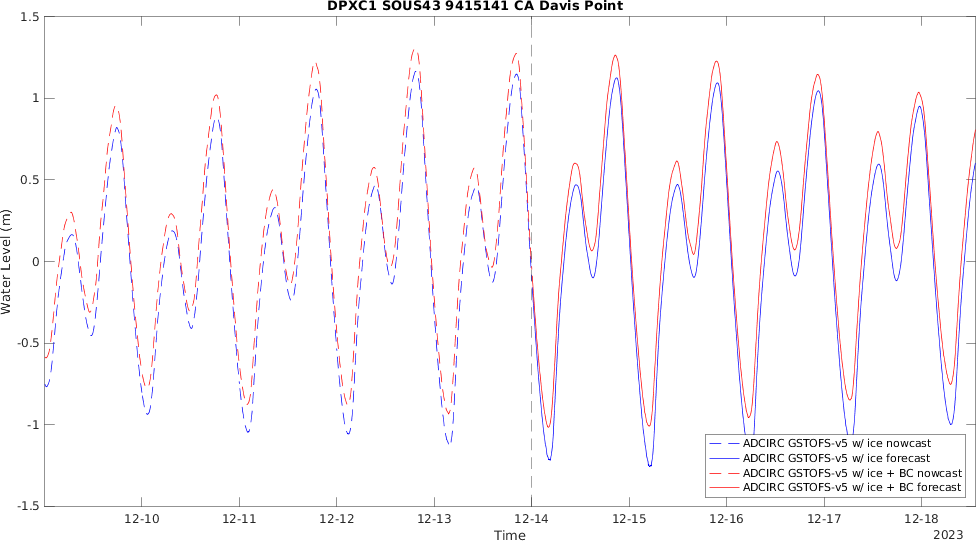 DPXC1 SOUS43 9415141 CA Davis Point
1.5
1
0.5
0
-0.5
-1
-1.5
Water Level (m)
ADCIRC GSTOFS-v5 w/ ice nowcast
ADCIRC GSTOFS-v5 w/ ice forecast
ADCIRC GSTOFS-v5 w/ ice + BC nowcast
ADCIRC GSTOFS-v5 w/ ice + BC forecast
12-10 12-11 12-12 12-13 12-14 12-15 12-16 12-17 12-18
Time
2023